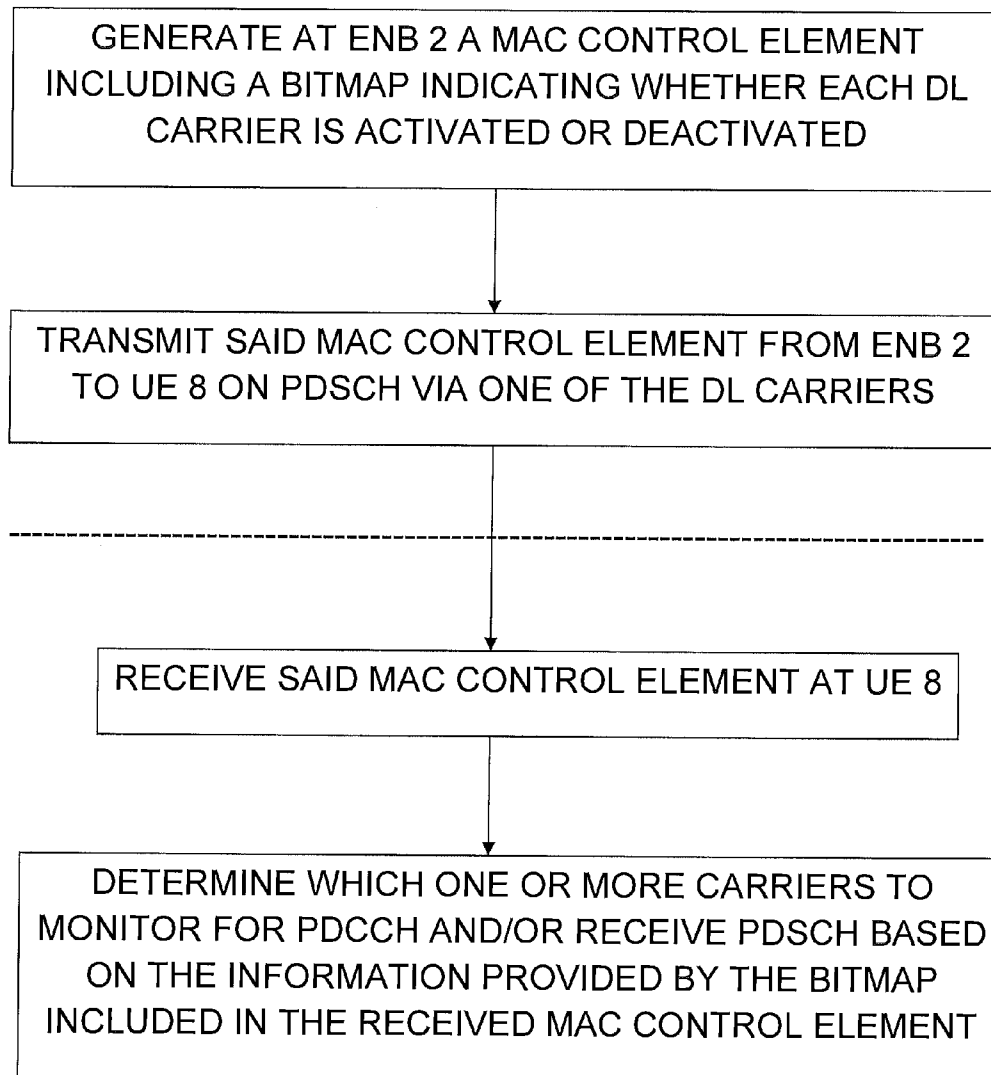 GENERATE AT ENB 2 A MAC CONTROL ELEMENT
INCLUDING A BITMAP INDICATING WHETHER EACH DL
CARRIER IS ACTIVATED OR DEACTIVATED
TRANSMIT SAID MAC CONTROL ELEMENT FROM ENB 2
TO UE 8 ON PDSCH VIA ONE OF THE DL CARRIERS
RECEIVE SAID MAC CONTROL ELEMENT AT UE 8
DETERMINE WHICH ONE OR MORE CARRIERS TO
MONITOR FOR PDCCH AND/OR RECEIVE PDSCH BASED
ON THE INFORMATION PROVIDED BY THE BITMAP
INCLUDED IN THE RECEIVED MAC CONTROL ELEMENT